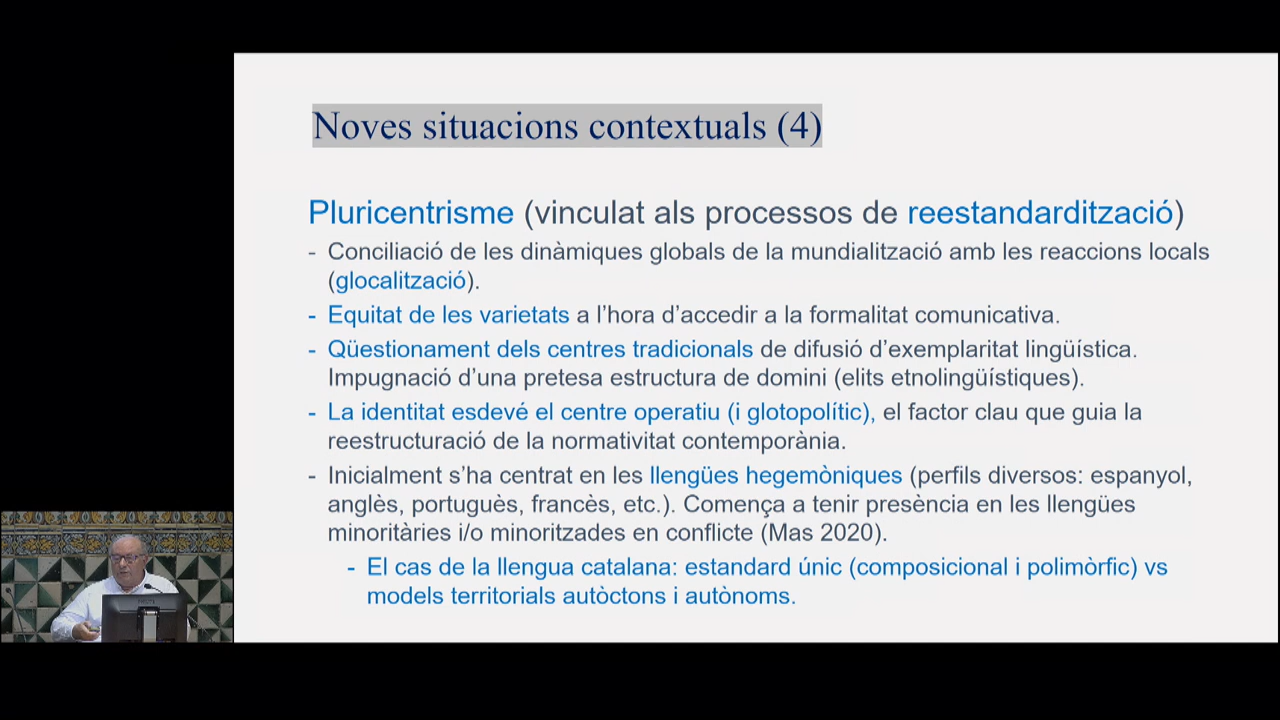 Noves situacions contextuals (4)
Pluricentrisme (vinculat als processos de reestandardització)
- Conciliació de les dinàmiques globals de la mundialització amb les reaccions locals
(glocalització).
- Equitat de les varietats a l’hora d’accedir a la formalitat comunicativa.
- Qüestionament dels centres tradicionals de difusió d’exemplaritat lingüística.
Impugnació d’una pretesa estructura de domini (elits etnolingüístiques).
- La identitat esdevé el centre operatiu (i glotopolític), el factor clau que guia la
reestructuració de la normativitat contemporània.
- Inicialment s’ha centrat en les llengües hegemòniques (perfils diversos: espanyol,
anglès, portuguès, francès, etc.). Comença a tenir presència en les llengües
minoritàries i/o minoritzades en conflicte (Mas 2020).
- El cas de la llengua catalana: estandard únic (composicional i polimòrfic) vs
models territorials autòctons i autònoms.